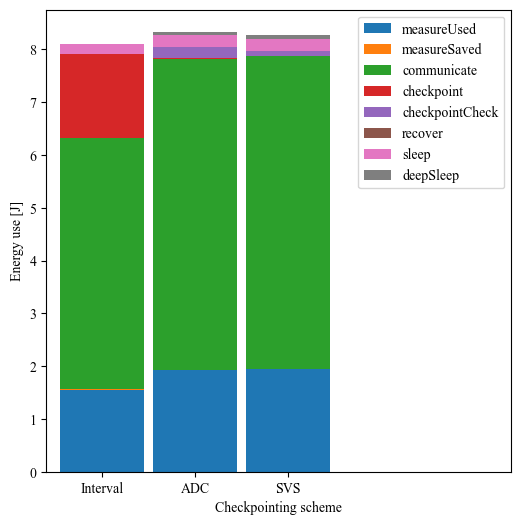 measureUsed
measureSaved
communicate
checkpoint
checkpointCheck
recover
sleep
deepSleep
8
7
6
5
4
3
2
1
0
Energy use [J]
Interval ADC SVS
Checkpointing scheme